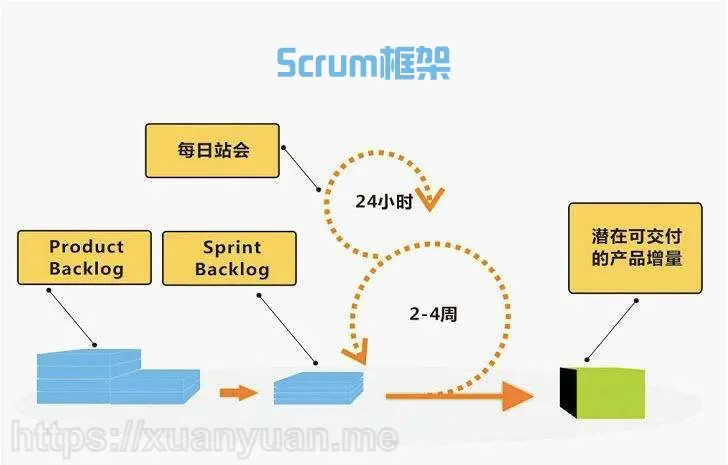 Scrum框架
每日站会
24小时
Product
Backlog
Sprint
Backlog
潜在可交付
的产品增量
2-4周
https://xuanyuan.me